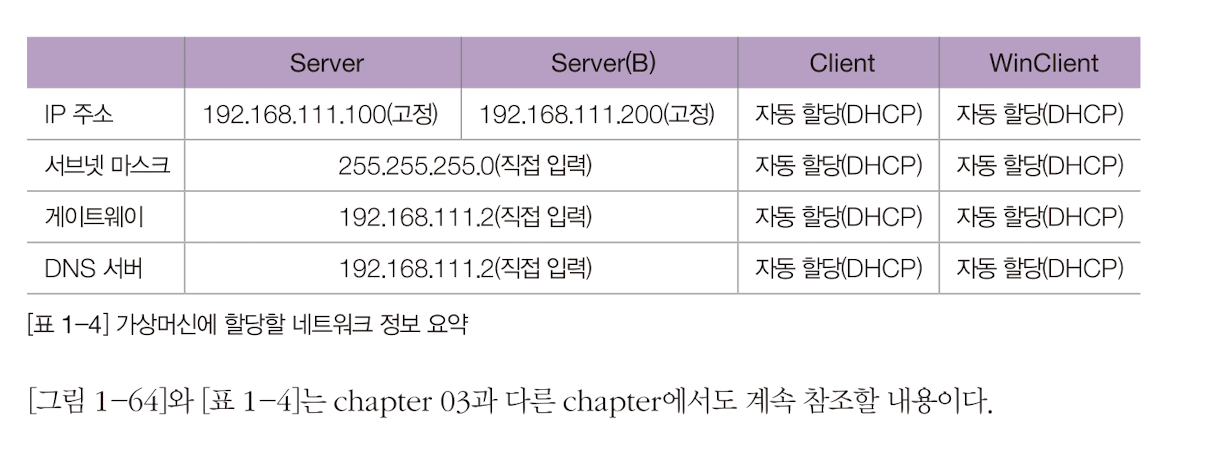 Server Server(B) Client WinClient
IP 주소 192.168.111.100(고정) 192.168.111.200(고정) 자동 할당(DHCP) 자동 할당(DHCP)
서브넷 마스크 255.255.255.0(직접 입력) 자동 할당(DHCP) 자동 할당(DHCP)
게이트웨이 192.168.111.2(직접 입력) 자동 할당(DHCP) 자동 할당(DHCP)
DNS 서버 192.168.111.2(직접 입력) 자동 할당(DHCP) 자동 할당(DHCP)
[표 1-4] 가상머신에 할당할 네트워크 정보 요약
[그림 1-64]와 [표 1-4]는 chapter 03과 다른 chapter에서도 계속 참조할 내용이다.